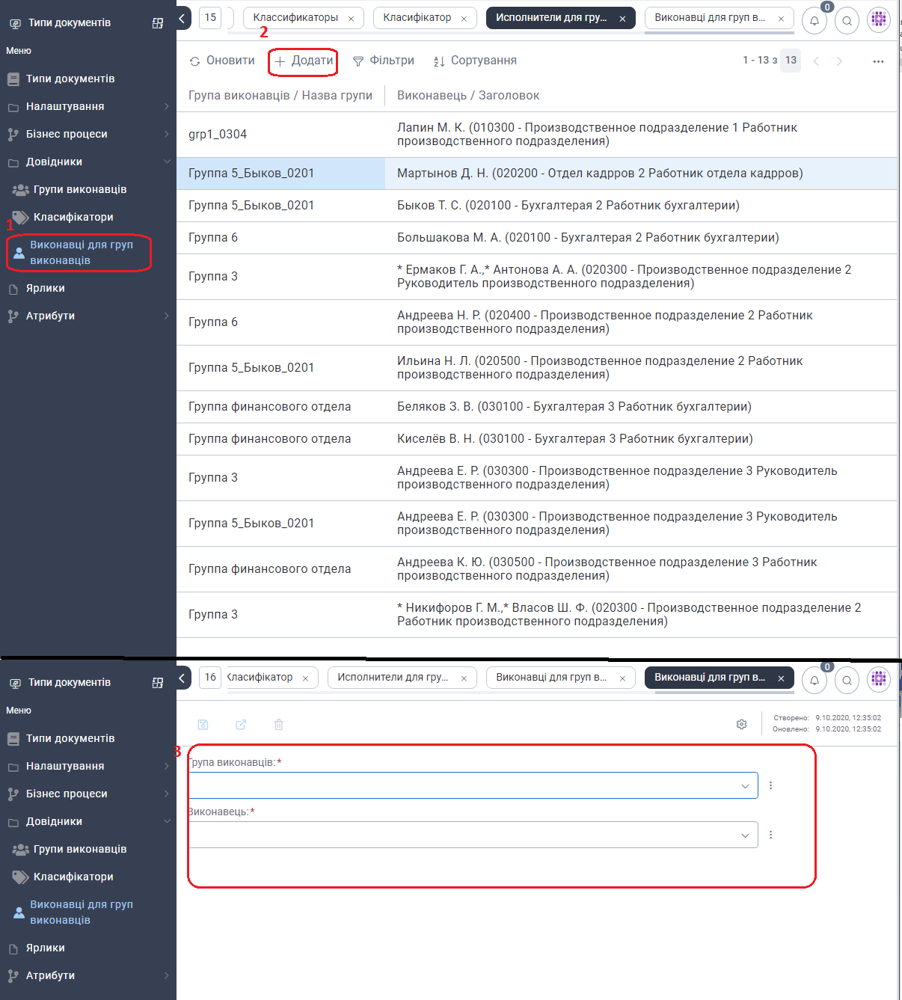 Типи документів
Меню
Типи документів
Налаштування
Бізнес процеси
Довідники
Групи виконавців
Класифікатори
1
Виконавці для груп
виконавців
Ярлики
Атрибути
15
Классификаторы
Класифікатор
Исполнители для гру...
Виконавці для груп в...
0
2
Оновити
Додати
Фільтри
Сортування
1 - 13 з 13
Група виконавців / Назва групи
Виконавець / Заголовок
grp1_0304
Лапин М. К. (010300 - Производственное подразделение 1 Работник
производственного подразделения)
Группа 5_Быков_0201
Мартынов Д. Н. (020200 - Отдел кадрров 2 Работник отдела кадрров)
Группа 5_Быков_0201
Быков Т. С. (020100 - Бухгалтерая 2 Работник бухгалтерии)
Группа 6
Большакова М. А. (020100 - Бухгалтерая 2 Работник бухгалтерии)
Группа 3
* Ермаков Г. А.,* Антонова А. А. (020300 - Производственное подразделение 2
Руководитель производственного подразделения)
Группа 6
Андреева Н. Р. (020400 - Производственное подразделение 2 Работник
производственного подразделения)
Группа 5_Быков_0201
Ильина Н. Л. (020500 - Производственное подразделение 2 Работник
производственного подразделения)
Группа финансового отдела
Беляков З. В. (030100 - Бухгалтерая 3 Работник бухгалтерии)
Группа финансового отдела
Киселёв В. Н. (030100 - Бухгалтерая 3 Работник бухгалтерии)
Группа 3
Андреева Е. Р. (030300 - Производственное подразделение 3 Руководитель
производственного подразделения)
Группа 5_Быков_0201
Андреева Е. Р. (030300 - Производственное подразделение 3 Руководитель
производственного подразделения)
Группа финансового отдела
Андреева К. Ю. (030500 - Производственное подразделение 3 Работник
производственного подразделения)
Группа 3
* Никифоров Г. М.,* Власов Ш. Ф. (020300 - Производственное подразделение 2
Работник производственного подразделения)
Типи документів
Меню
Типи документів
Налаштування
Бізнес процеси
Довідники
Групи виконавців
Класифікатори
Виконавці для груп
виконавців
Ярлики
Атрибути
16
Класифікатор
Исполнители для гру...
Виконавці для груп в...
Виконавці для груп в...
0
Створено: 9.10.2020, 12:35:02
Оновлено: 9.10.2020, 12:35:02
3
Група виконавців:*
Виконавець:*